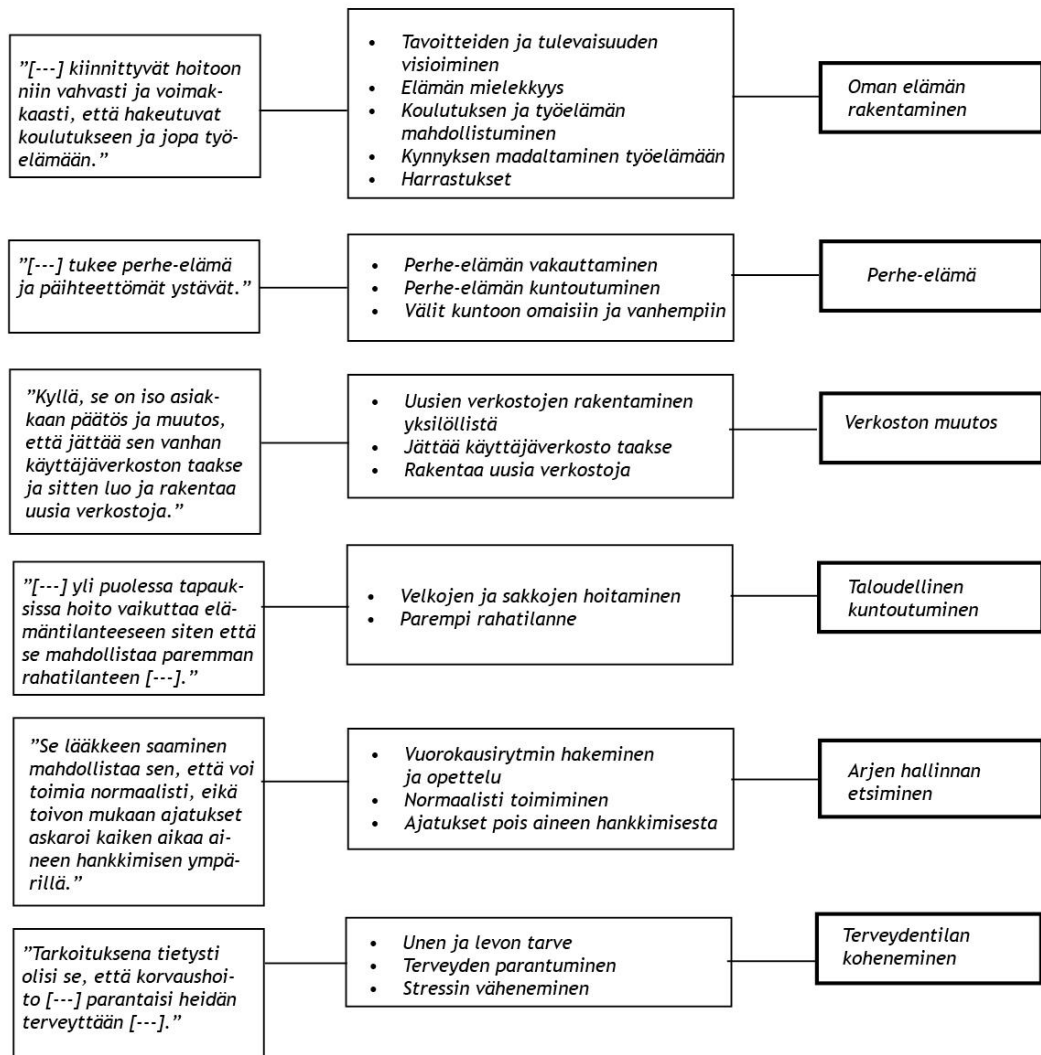 ”[---] kiinnittyvät hoitoon
niin vahvasti ja voimak-
kaasti, että hakeutuvat
koulutukseen ja jopa työ-
elämään.”
• Tavoitteiden ja tulevaisuuden
visioiminen
• Elämän mielekkyys
• Koulutuksen ja työelämän
mahdollistuminen
• Kynnyksen madaltaminen työelämään
• Harrastukset
Oman elämän
rakentaminen
”[---] tukee perhe-elämä
ja päihteettömät ystävät.”
• Perhe-elämän vakauttaminen
• Perhe-elämän kuntoutuminen
• Välit kuntoon omaisiin ja vanhempiin
Perhe-elämä
”Kyllä, se on iso asiak-
kaan päätös ja muutos,
että jättää sen vanhan
käyttäjäverkoston taakse
ja sitten luo ja rakentaa
uusia verkostoja.”
• Uusien verkostojen rakentaminen
yksilöllistä
• Jättää käyttäjäverkosto taakse
• Rakentaa uusia verkostoja
Verkoston muutos
”[---] yli puolessa tapauk-
sissa hoito vaikuttaa elä-
mäntilanteeseen siten että
se mahdollistaa paremman
rahatilanteen [---].”
• Velkojen ja sakkojen hoitaminen
• Parempi rahatilanne
Taloudellinen
kuntoutuminen
”Se lääkkeen saaminen
mahdollistaa sen, että voi
toimia normaalisti, eikä
toivon mukaan ajatukset
askaroi kaiken aikaa ai-
neen hankkimisen ympä-
rillä.”
• Vuorokausirytmin hakeminen
ja opettelu
• Normaalisti toimiminen
• Ajatukset pois aineen hankkimisesta
Arjen hallinnan
etsiminen
”Tarkoituksena tietysti
olisi se, että korvaushoi-
to [---] parantaisi heidän
terveyttään [---].”
• Unen ja levon tarve
• Terveyden parantuminen
• Stressin väheneminen
Terveydentilan
koheneminen